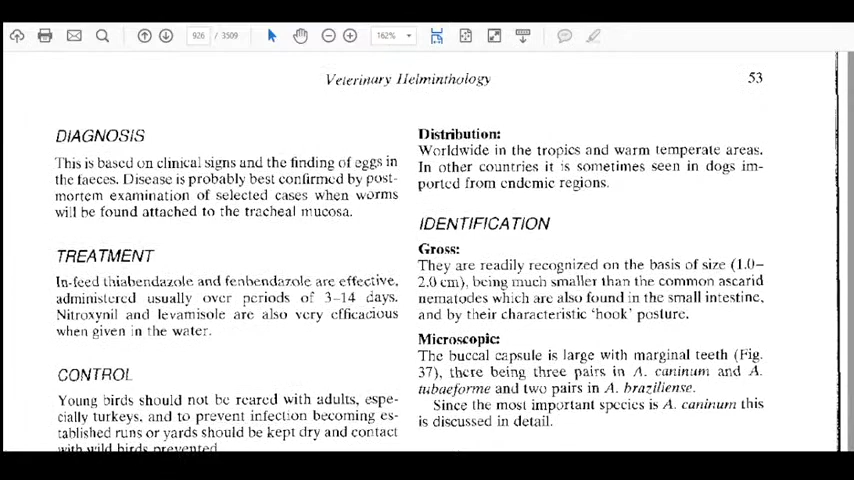 926 / 3509
162%
Veterinary Helminthology
53
DIAGNOSIS
This is based on clinical signs and the finding of eggs in
the faeces. Disease is probably best confirmed by post-
mortem examination of selected cases when worms
will be found attached to the tracheal mucosa.
TREATMENT
In-feed thiabendazole and fenbendazole are effective,
administered usually over periods of 3–14 days.
Nitroxynil and levamisole are also very efficacious
when given in the water.
CONTROL
Young birds should not be reared with adults, espe-
cially turkeys, and to prevent infection becoming es-
tablished runs or yards should be kept dry and contact
with wild birds prevented
Distribution:
Worldwide in the tropics and warm temperate areas.
In other countries it is sometimes seen in dogs im-
ported from endemic regions.
IDENTIFICATION
Gross:
They are readily recognized on the basis of size (1.0–
2.0 cm), being much smaller than the common ascarid
nematodes which are also found in the small intestine,
and by their characteristic 'hook' posture.
Microscopic:
The buccal capsule is large with marginal teeth (Fig.
37), there being three pairs in A. caninum and A.
tubaeforme and two pairs in A. braziliense.
Since the most important species is A. caninum this
is discussed in detail.